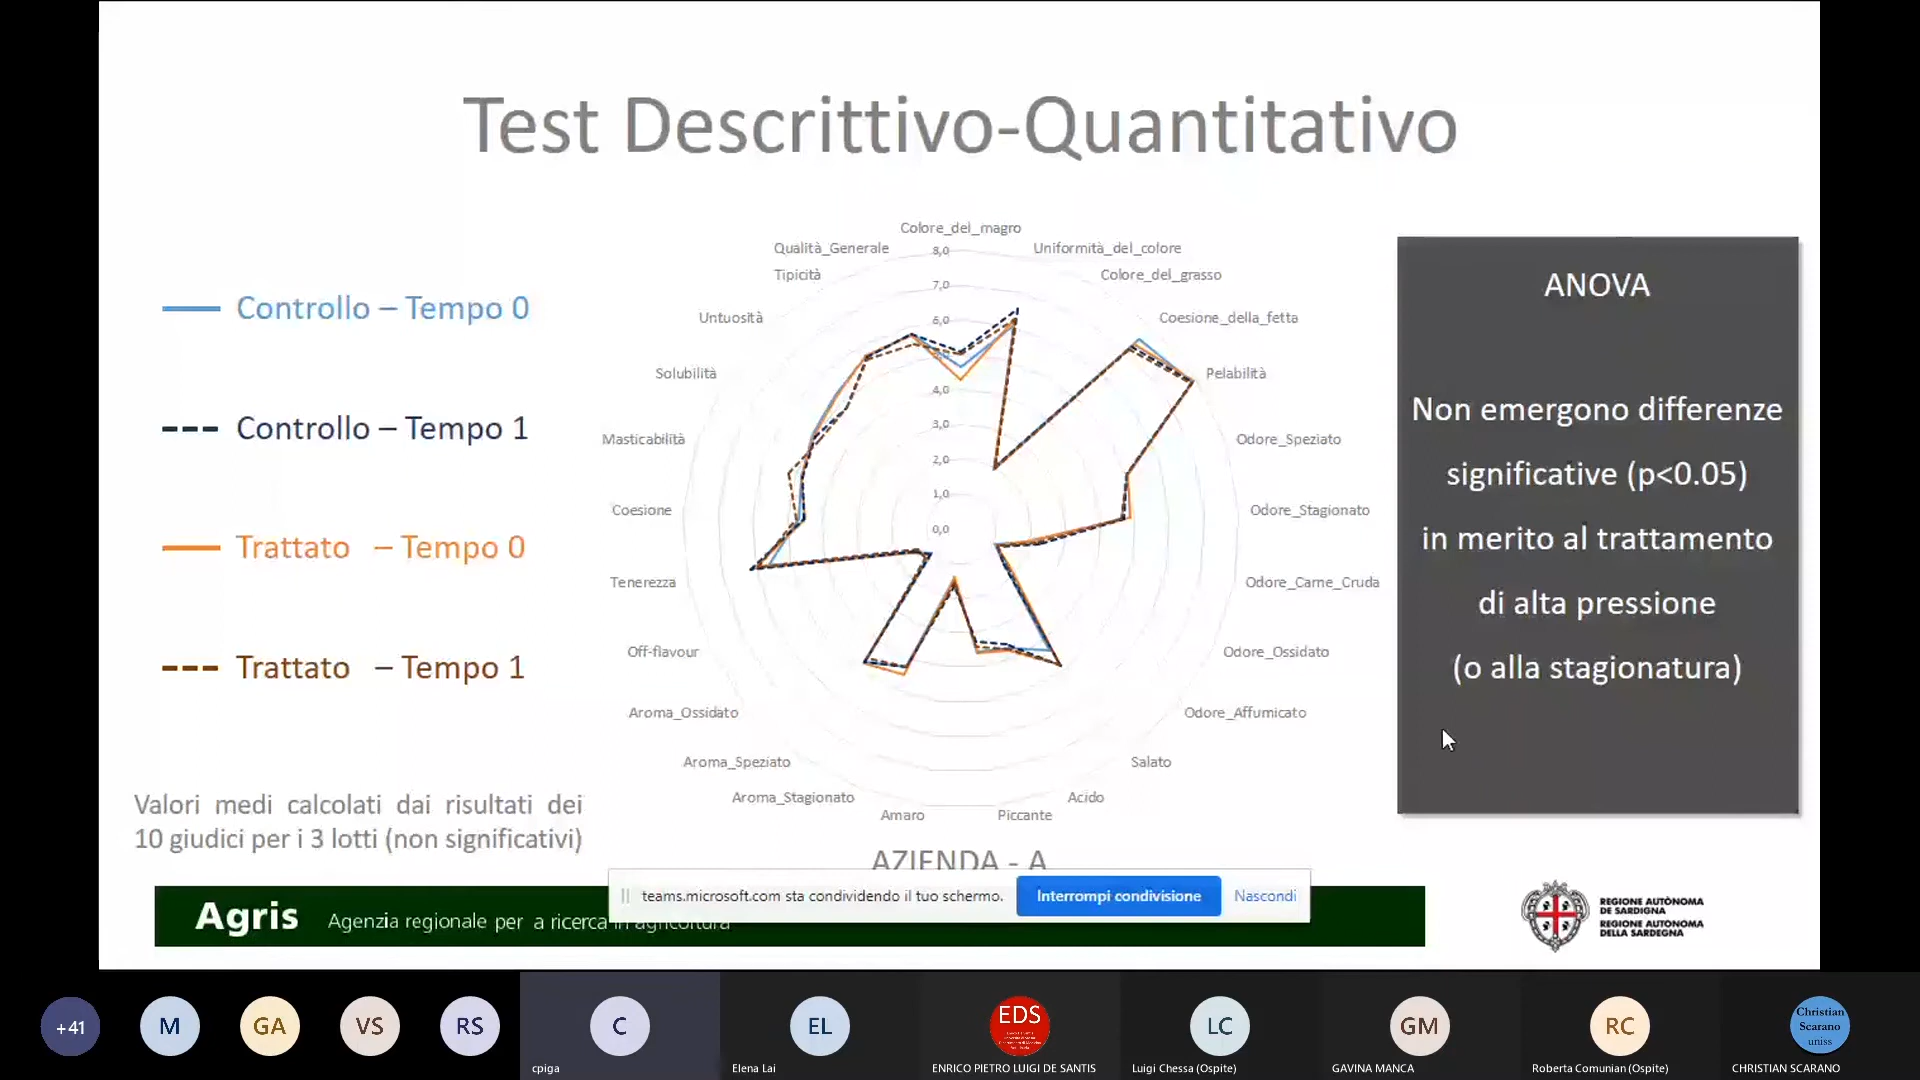 Test Descrittivo-Quantitativo
Controllo – Tempo 0
Controllo – Tempo 1
Trattato – Tempo 0
Trattato – Tempo 1
Valori medi calcolati dai risultati dei
10 giudici per i 3 lotti (non significativi)
Colore_del_magro
Uniformità_del_colore
Colore_del_grasso
Coesione_della_fetta
Pelabilità
Odore_Speziato
Odore_Stagionato
Odore_Carne_Cruda
Odore_Ossidato
Odore_Affumicato
Salato
Acido
Piccante
Amaro
Aroma_Stagionato
Aroma_Speziato
Aroma_Ossidato
Off-flavour
Tenerezza
Coesione
Masticabilità
Solubilità
Untuosità
Tipicità
Qualità_Generale
8,0
7,0
6,0
4,0
3,0
2,0
1,0
0,0
AZIENDA - A
ANOVA
Non emergono differenze
significative (p<0.05)
in merito al trattamento
di alta pressione
(o alla stagionatura)
teams.microsoft.com sta condividendo il tuo schermo.
Interrompi condivisione
Nascondi
Agris Agenzia regionale per a ricerca in agricoltura
REGIONE AUTÒNOMA
DE SARDIGNA
REGIONE AUTONOMA
DELLA SARDEGNA
+41
M
GA
VS
RS
C
cpiga
EL
Elena Lai
EDS
ENRICO PIETRO LUIGI DE SANTIS
LC
Luigi Chessa (Ospite)
GM
GAVINA MANCA
RC
Roberta Comunian (Ospite)
Christian
Scarano
uniss
CHRISTIAN SCARANO